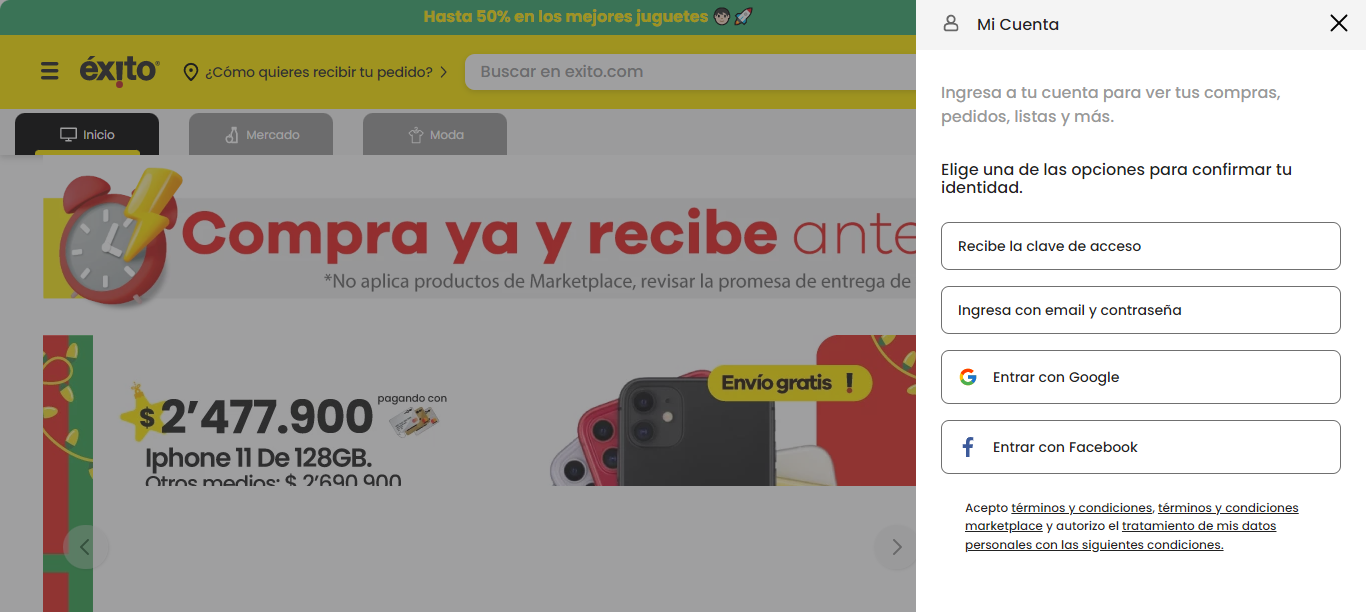 Hasta 50% en los mejores juguetes
éxito
¿Cómo quieres recibir tu pedido?
Buscar en exito.com
Inicio
Mercado
Moda
Compra ya y recibe ante
*No aplica productos de Marketplace, revisar la promesa de entrega de
Envío gratis !
$2’477.900
pagando con
Iphone 11 De 128GB.
Otros medios: $ 2’690.900
Mi Cuenta
Ingresa a tu cuenta para ver tus compras,
pedidos, listas y más.
Elige una de las opciones para confirmar tu
identidad.
Recibe la clave de acceso
Ingresa con email y contraseña
Entrar con Google
Entrar con Facebook
Acepto términos y condiciones, términos y condiciones
marketplace y autorizo el tratamiento de mis datos
personales con las siguientes condiciones.